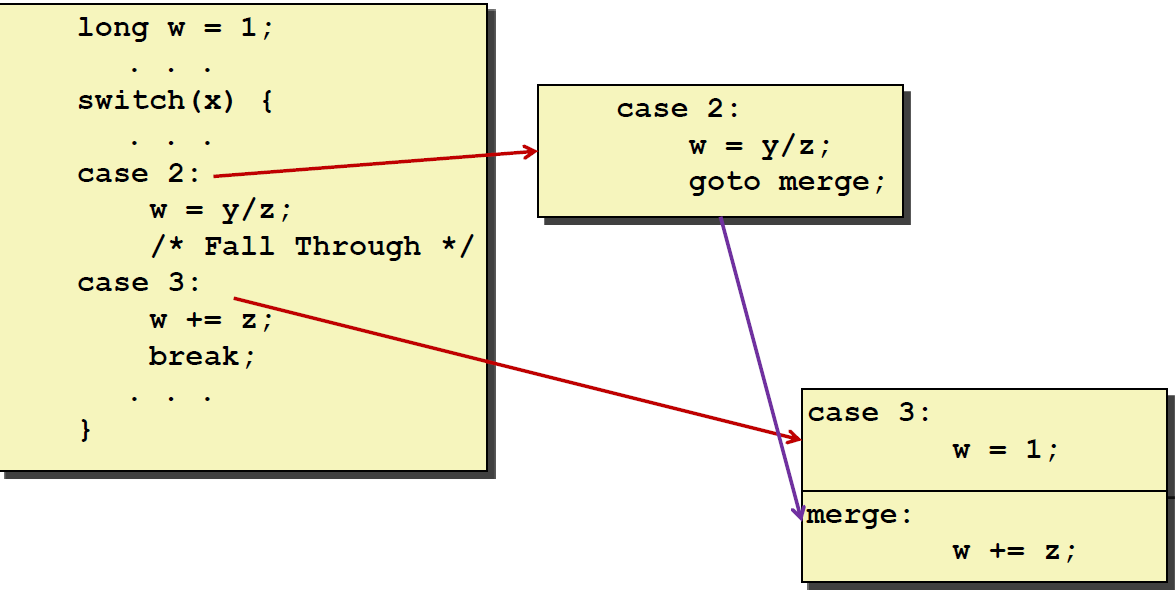 long w = 1;
. . .
switch(x) {
. . .
case 2:
w = y/z;
/* Fall Through */
case 3:
w += z;
break;
. . .
}
case 2:
w = y/z;
goto merge;
case 3:
w = 1;
merge:
w += z;